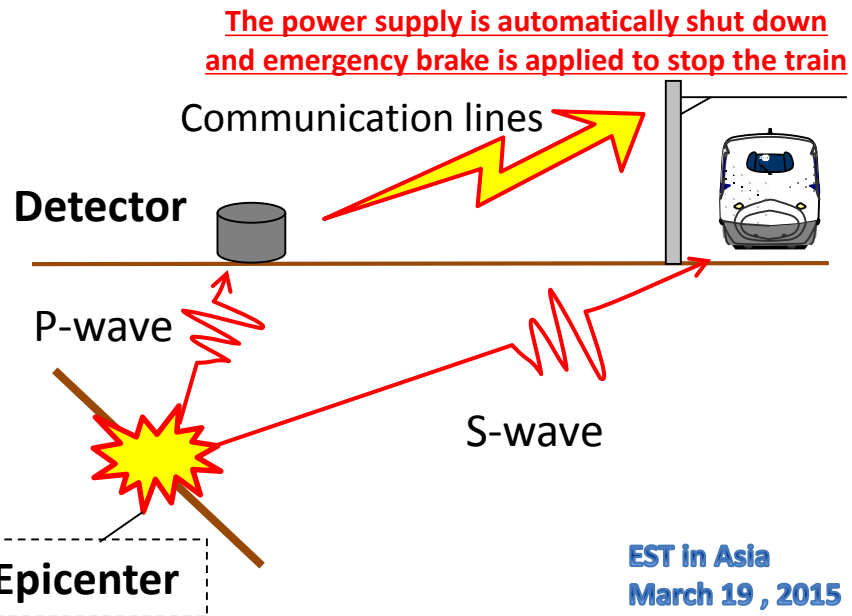 The power supply is automatically shut down
and emergency brake is applied to stop the train
Communication lines
Detector
P-wave
S-wave
Epicenter
EST in Asia
March 19 , 2015